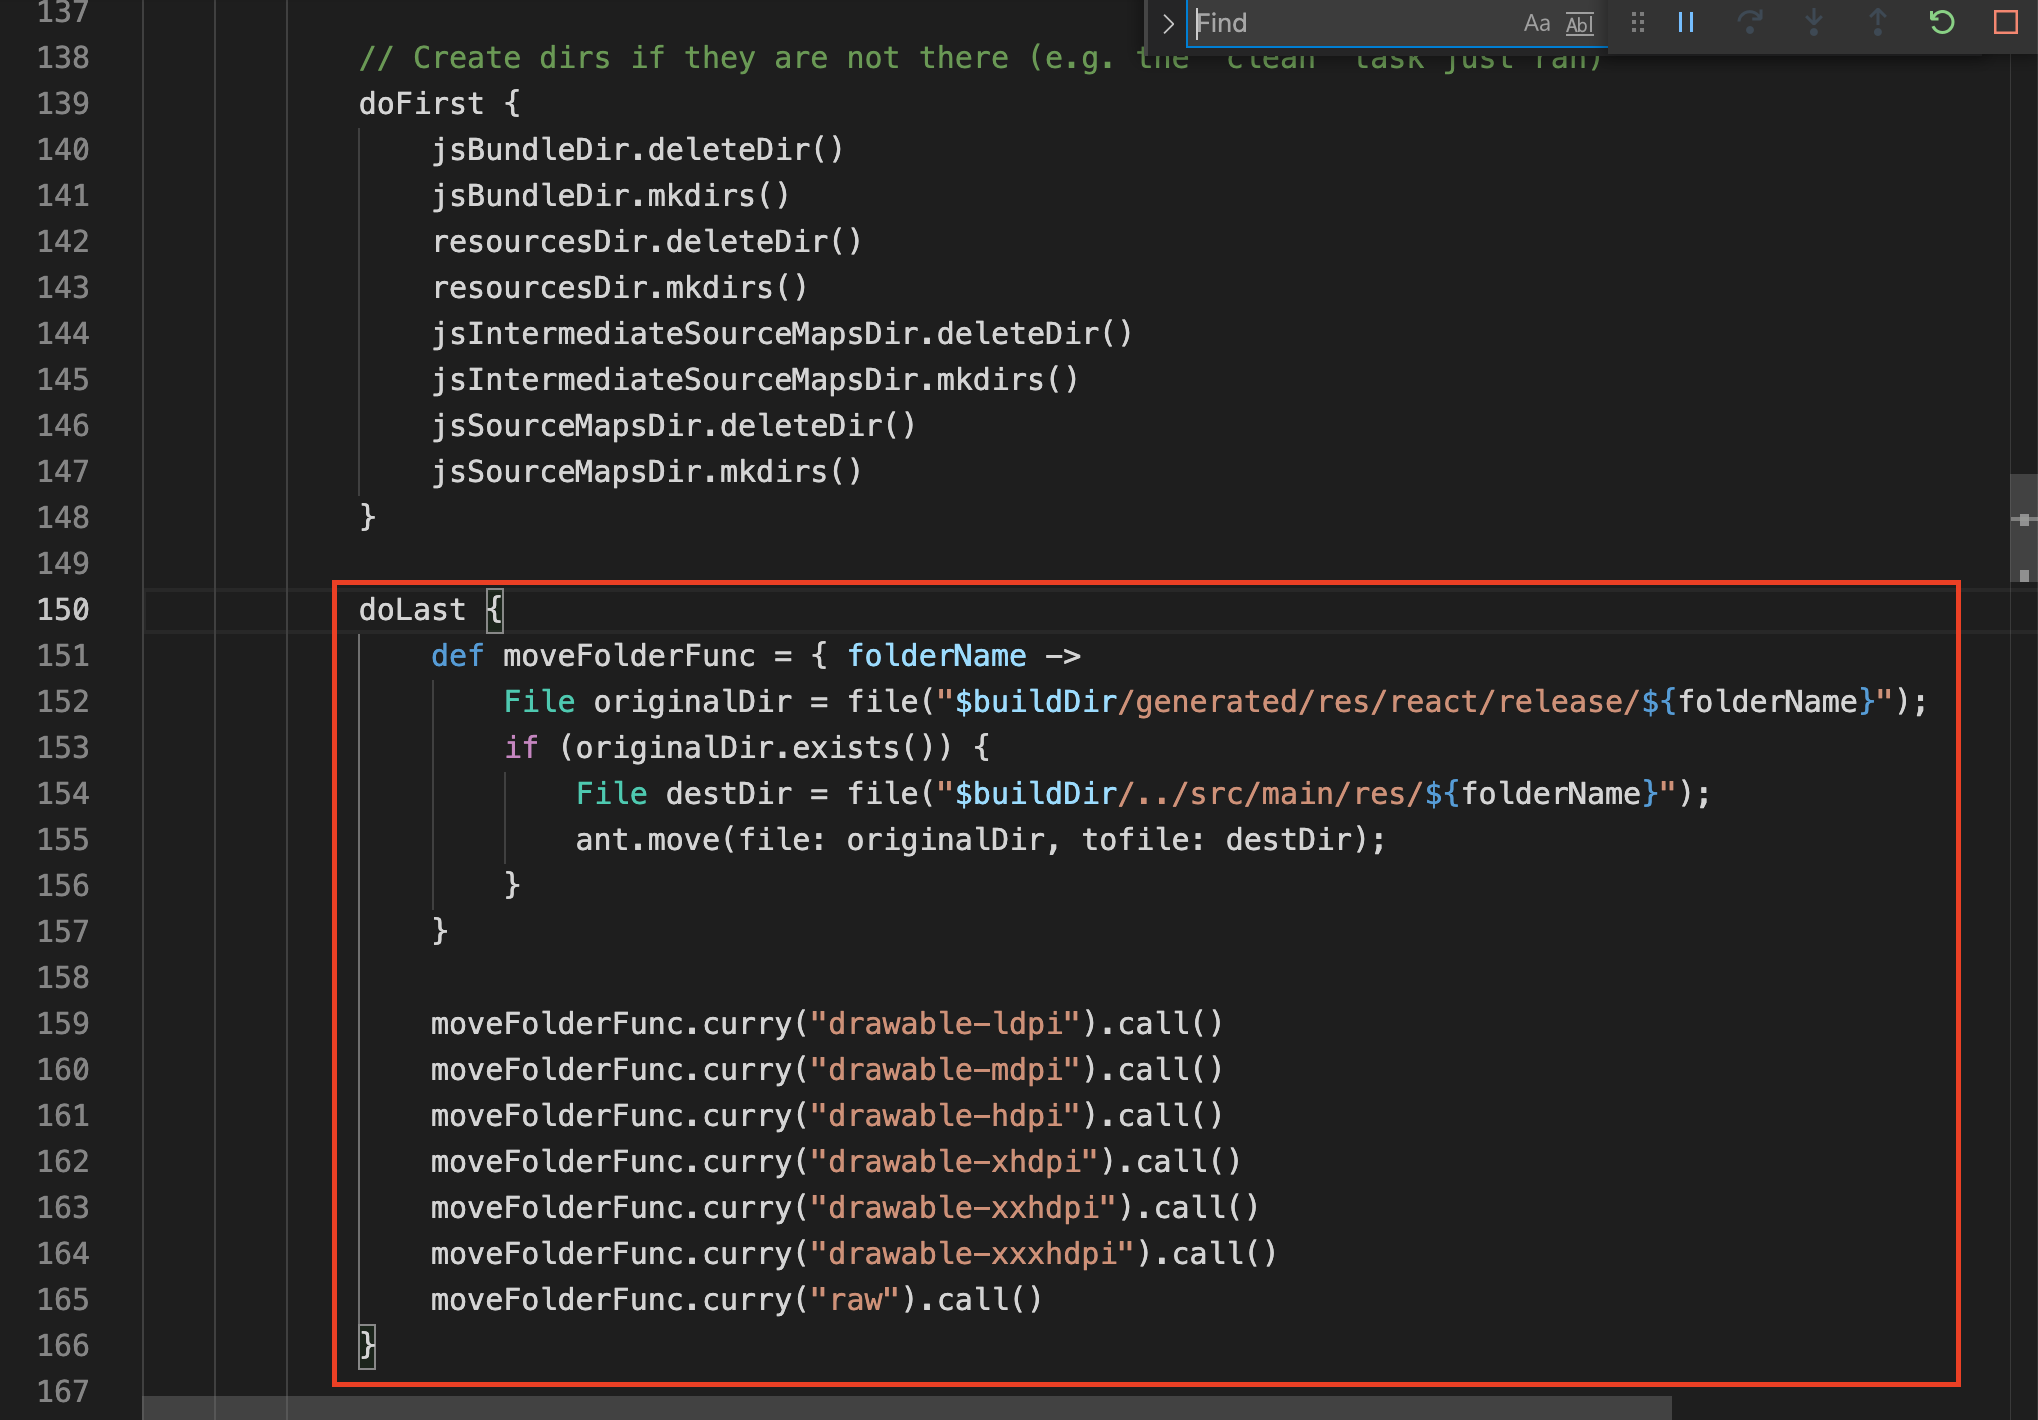 137
Find Aa Abl
138 // Create dirs if they are not there (e.g. the clean task just ran)
139 doFirst {
140 jsBundleDir.deleteDir()
141 jsBundleDir.mkdirs()
142 resourcesDir.deleteDir()
143 resourcesDir.mkdirs()
144 jsIntermediateSourceMapsDir.deleteDir()
145 jsIntermediateSourceMapsDir.mkdirs()
146 jsSourceMapsDir.deleteDir()
147 jsSourceMapsDir.mkdirs()
148 }
149
150 doLast {
151 def moveFolderFunc = { folderName ->
152 File originalDir = file("$buildDir/generated/res/react/release/${folderName}");
153 if (originalDir.exists()) {
154 File destDir = file("$buildDir/../src/main/res/${folderName}");
155 ant.move(file: originalDir, tofile: destDir);
156 }
157 }
158
159 moveFolderFunc.curry("drawable-ldpi").call()
160 moveFolderFunc.curry("drawable-mdpi").call()
161 moveFolderFunc.curry("drawable-hdpi").call()
162 moveFolderFunc.curry("drawable-xhdpi").call()
163 moveFolderFunc.curry("drawable-xxhdpi").call()
164 moveFolderFunc.curry("drawable-xxxhdpi").call()
165 moveFolderFunc.curry("raw").call()
166 }
167